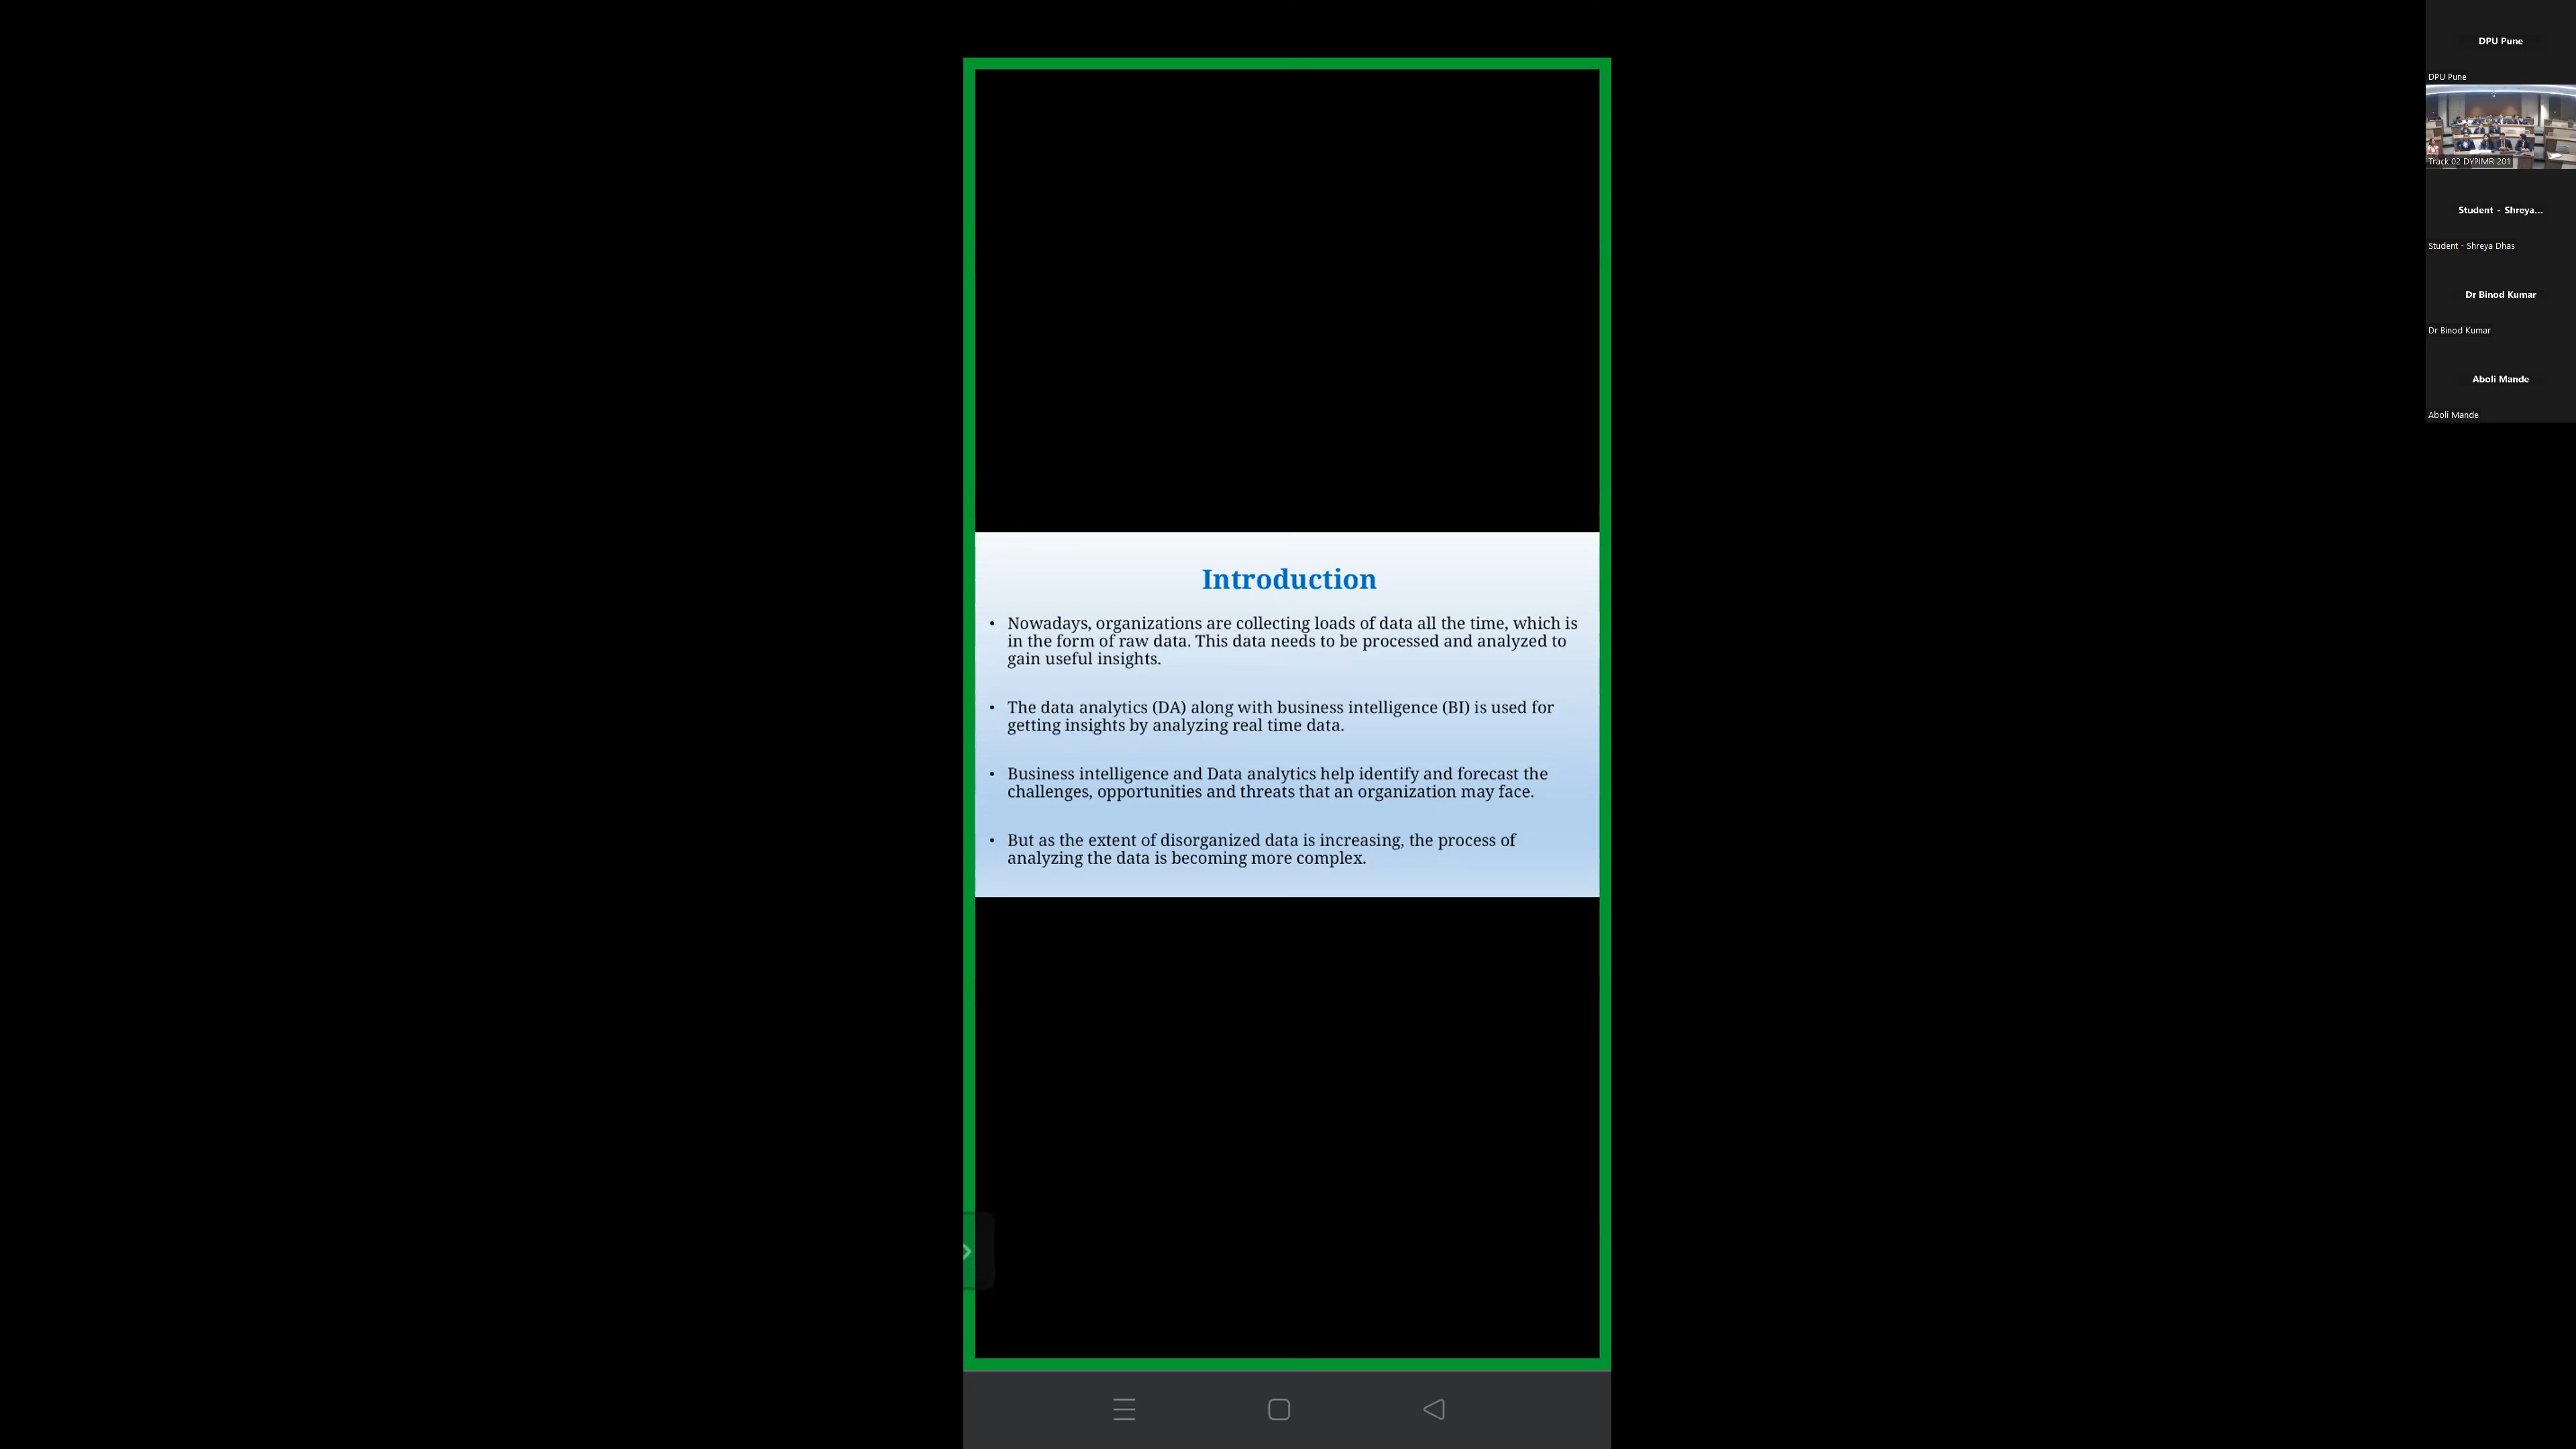 DPU Pune
DPU Pune
Track 02 DYPIMR 201
Student - Shreya...
Student - Shreya Dhas
Dr Binod Kumar
Dr Binod Kumar
Aboli Mande
Aboli Mande
Introduction
• Nowadays, organizations are collecting loads of data all the time, which is
in the form of raw data. This data needs to be processed and analyzed to
gain useful insights.
• The data analytics (DA) along with business intelligence (BI) is used for
getting insights by analyzing real time data.
• Business intelligence and Data analytics help identify and forecast the
challenges, opportunities and threats that an organization may face.
• But as the extent of disorganized data is increasing, the process of
analyzing the data is becoming more complex.